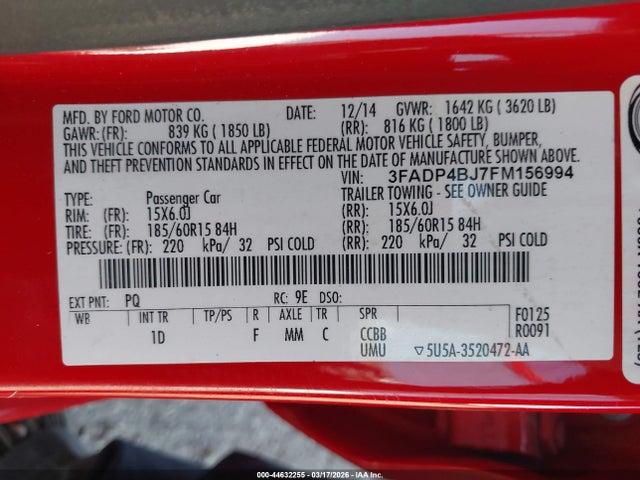 MFD. BY FORD MOTOR CO. DATE: 12/14 GVWR: 1642 KG ( 3620 LB)
GAWR: (FR): 839 KG ( 1850 LB) (RR): 816 KG ( 1800 LB)
THIS VEHICLE CONFORMS TO ALL APPLICABLE FEDERAL MOTOR VEHICLE SAFETY, BUMPER,
AND THEFT PREVENTION STANDARDS IN EFFECT ON THE DATE OF MANUFACTURE SHOWN ABOVE.
VIN: 3FADP4BJ7FM156994
TYPE: Passenger Car TRAILER TOWING - SEE OWNER GUIDE
RIM: (FR): 15X6.0J (RR): 15X6.0J
TIRE: (FR): 185/60R15 84H (RR): 185/60R15 84H
PRESSURE: (FR) 220 kPa/ 32 PSI COLD (RR): 220 kPa/ 32 PSI COLD
EXT PNT: PQ RC: 9E DSO:
WB INT TR TP/PS R AXLE TR SPR F0125
1D F MM C CCBB R0091
UMU ▽5U5A-3520472-AA
000-44632255 - 03/17/2026 - IAAI.com